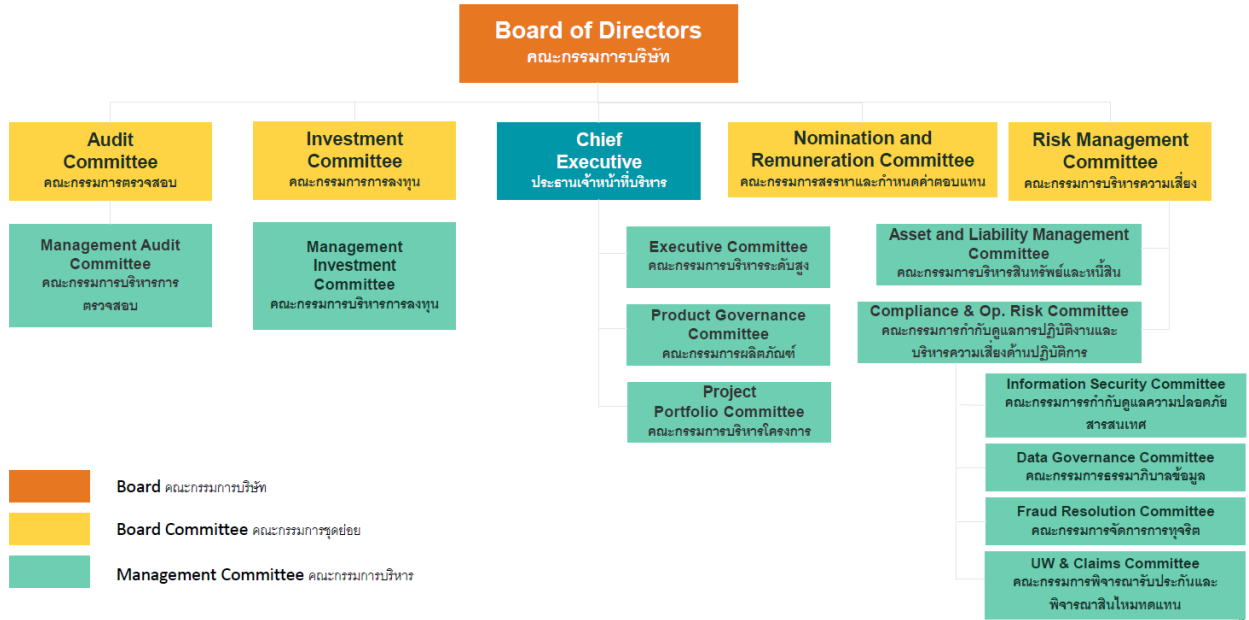 Board of Directors
คณะกรรมการบริษัท
Audit
Committee
คณะกรรมการตรวจสอบ
Investment
Committee
คณะกรรมการการลงทุน
Chief
Executive
ประธานเจ้าหน้าที่บริหาร
Nomination and
Remuneration Committee
คณะกรรมการสรรหาและกำหนดค่าตอบแทน
Risk Management
Committee
คณะกรรมการบริหารความเสี่ยง
Management Audit
Committee
คณะกรรมการบริหารการ
ตรวจสอบ
Management
Investment
Committee
คณะกรรมการบริหารการลงทุน
Executive Committee
คณะกรรมการบริหารระดับสูง
Product Governance
Committee
คณะกรรมการผลิตภัณฑ์
Project
Portfolio Committee
คณะกรรมการบริหารโครงการ
Asset and Liability Management
Committee
คณะกรรมการบริหารสินทรัพย์และหนี้สิน
Compliance & Op. Risk Committee
คณะกรรมการกำกับดูแลการปฏิบัติงานและ
บริหารความเสี่ยงด้านปฏิบัติการ
Information Security Committee
คณะกรรมการรกำกับดูแลความปลอดภัย
สารสนเทศ
Data Governance Committee
คณะกรรมการธรรมาภิบาลข้อมูล
Fraud Resolution Committee
คณะกรรมการจัดการการทุจริต
UW & Claims Committee
คณะกรรมการพิจารณารับประกันและ
พิจารณาสินไหมทดแทน
Board คณะกรรมการบริษัท
Board Committee คณะกรรมการชุดย่อย
Management Committee คณะกรรมการบริหาร